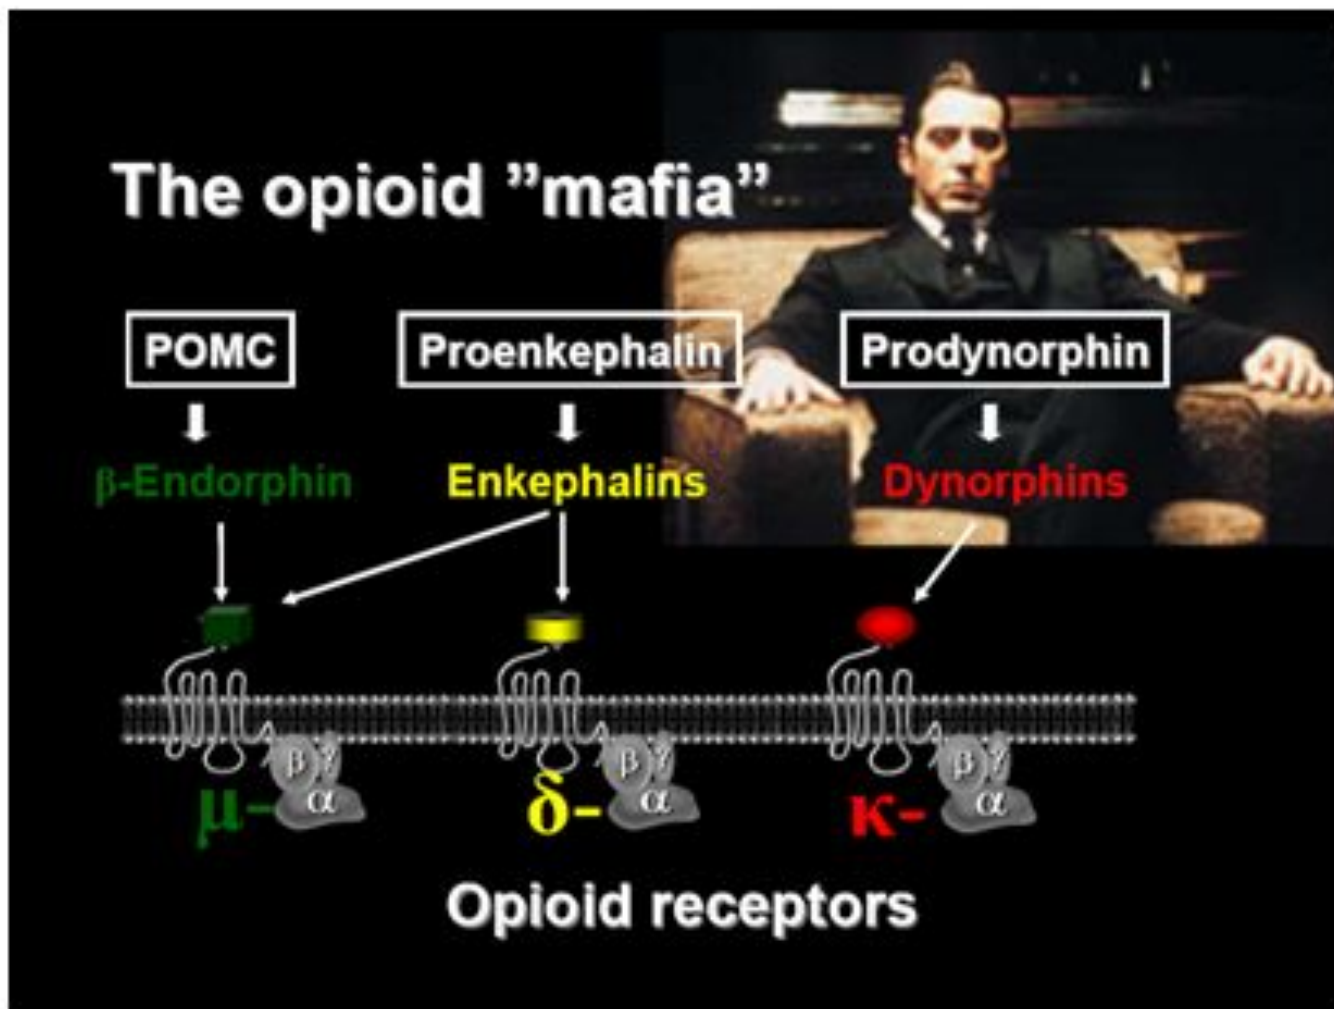 The opioid ”mafia”
POMC Proenkephalin Prodynorphin
β-Endorphin Enkephalins Dynorphins
β ? β ? β ?
α α α
μ- δ- κ-
Opioid receptors